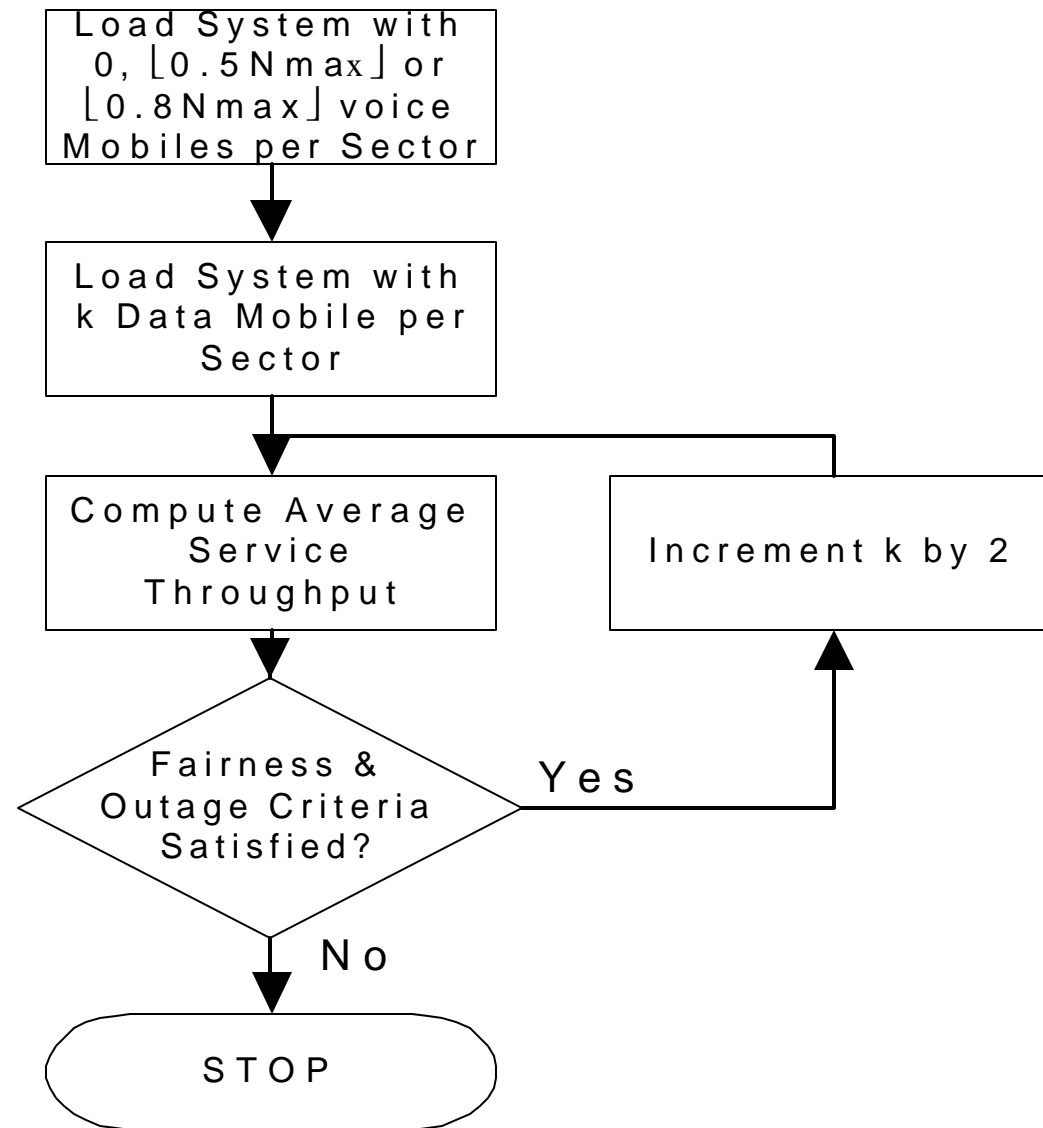 Load System with
0, ⌊0.5Nmax⌋ or
⌊0.8Nmax⌋ voice
Mobiles per Sector
Load System with
k Data Mobile per
Sector
Compute Average
Service
Throughput
Increment k by 2
Fairness &
Outage Criteria
Satisfied?
Yes
No
STOP